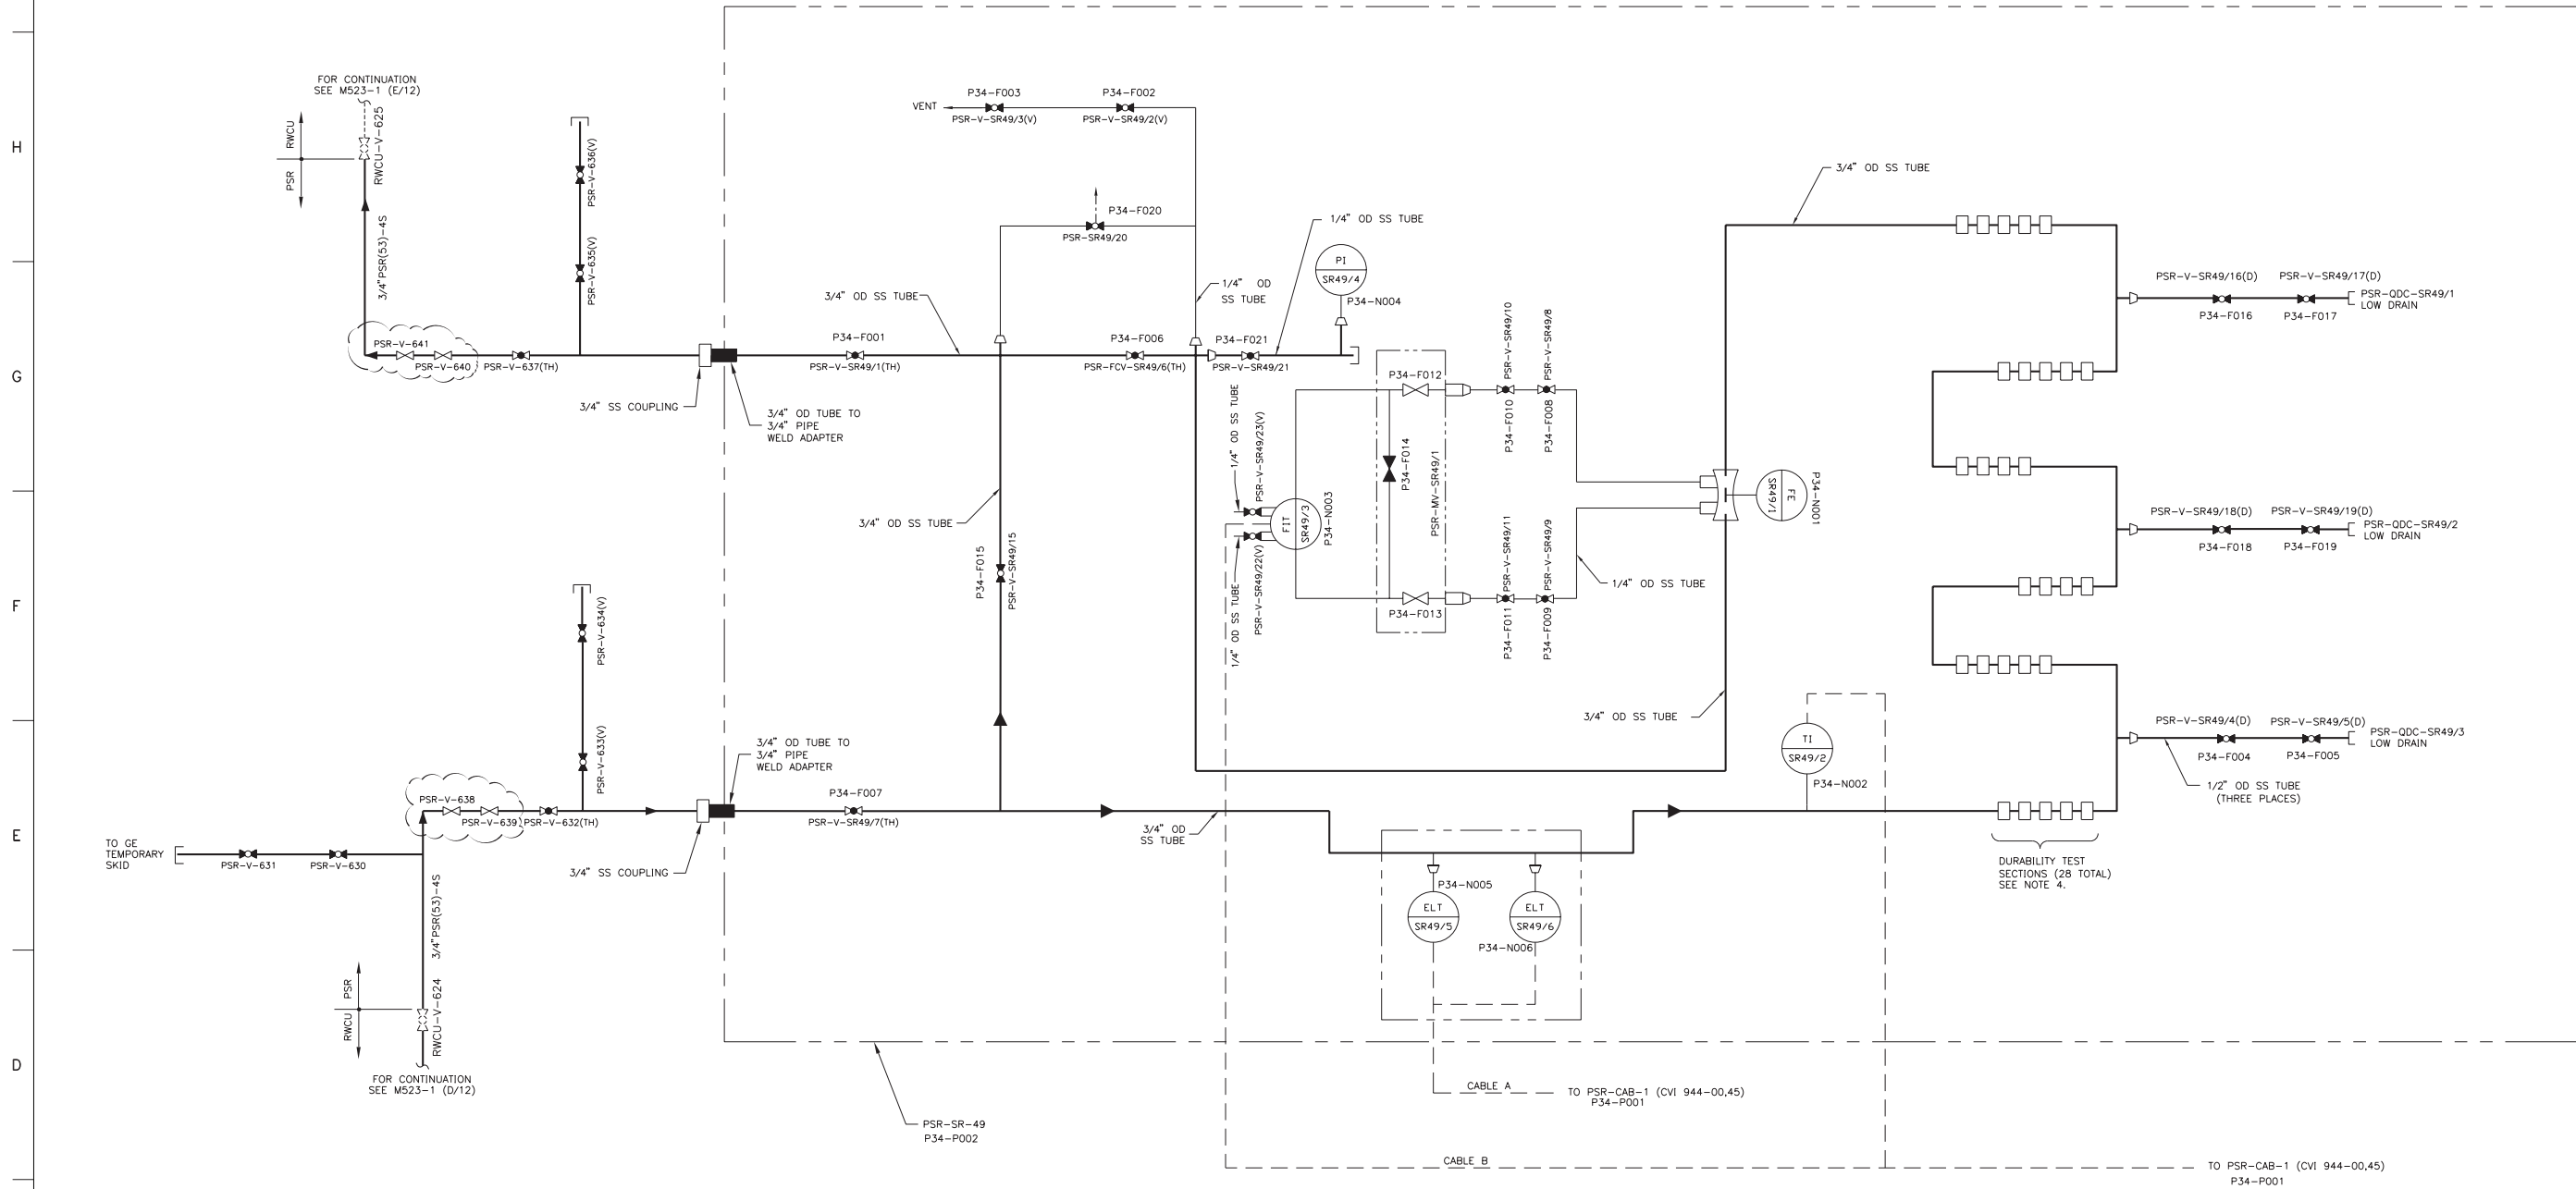 H
G
F
E
D
FOR CONTINUATION
SEE M523-1 (E/12)
RWCU
PSR
RWCU-V-625
3/4"PSR(53)-4S
PSR-V-636(V)
PSR-V-635(V)
PSR-V-641
PSR-V-640
PSR-V-637(TH)
3/4" SS COUPLING
3/4" OD TUBE TO
3/4" PIPE
WELD ADAPTER
VENT
P34-F003
PSR-V-SR49/3(V)
P34-F002
PSR-V-SR49/2(V)
P34-F020
PSR-SR49/20
3/4" OD SS TUBE
P34-F001
PSR-V-SR49/1(TH)
1/4" OD
SS TUBE
1/4" OD SS TUBE
P34-F006
PSR-FCV-SR49/6(TH)
P34-F021
PSR-V-SR49/21
PI
SR49/4
P34-N004
3/4" OD SS TUBE
P34-F015
PSR-V-SR49/15
1/4" OD SS TUBE
PSR-V-SR49/23(V)
FIT
SR49/3
P34-N003
1/4" OD SS TUBE
PSR-V-SR49/22(V)
P34-F012
P34-F014
PSR-MV-SR49/1
P34-F013
PSR-V-SR49/10
P34-F010
PSR-V-SR49/8
P34-F008
PSR-V-SR49/11
P34-F011
PSR-V-SR49/9
P34-F009
1/4" OD SS TUBE
FE
SR49/1
P34-N001
3/4" OD SS TUBE
3/4" OD SS TUBE
PSR-V-SR49/16(D)
P34-F016
PSR-V-SR49/17(D)
P34-F017
PSR-QDC-SR49/1
LOW DRAIN
PSR-V-SR49/18(D)
P34-F018
PSR-V-SR49/19(D)
P34-F019
PSR-QDC-SR49/2
LOW DRAIN
PSR-V-SR49/4(D)
P34-F004
PSR-V-SR49/5(D)
P34-F005
PSR-QDC-SR49/3
LOW DRAIN
1/2" OD SS TUBE
(THREE PLACES)
PSR-V-634(V)
PSR-V-633(V)
3/4" OD TUBE TO
3/4" PIPE
WELD ADAPTER
P34-F007
PSR-V-SR49/7(TH)
PSR-V-638
PSR-V-639
PSR-V-632(TH)
3/4" SS COUPLING
TO GE
TEMPORARY
SKID
PSR-V-631
PSR-V-630
3/4"PSR(53)-4S
PSR
RWCU
RWCU-V-624
FOR CONTINUATION
SEE M523-1 (D/12)
3/4" OD
SS TUBE
TI
SR49/2
P34-N002
P34-N005
ELT
SR49/5
ELT
SR49/6
P34-N006
DURABILITY TEST
SECTIONS (28 TOTAL)
SEE NOTE 4.
CABLE A
TO PSR-CAB-1 (CVI 944-00,45)
P34-P001
PSR-SR-49
P34-P002
CABLE B
TO PSR-CAB-1 (CVI 944-00,45)
P34-P001